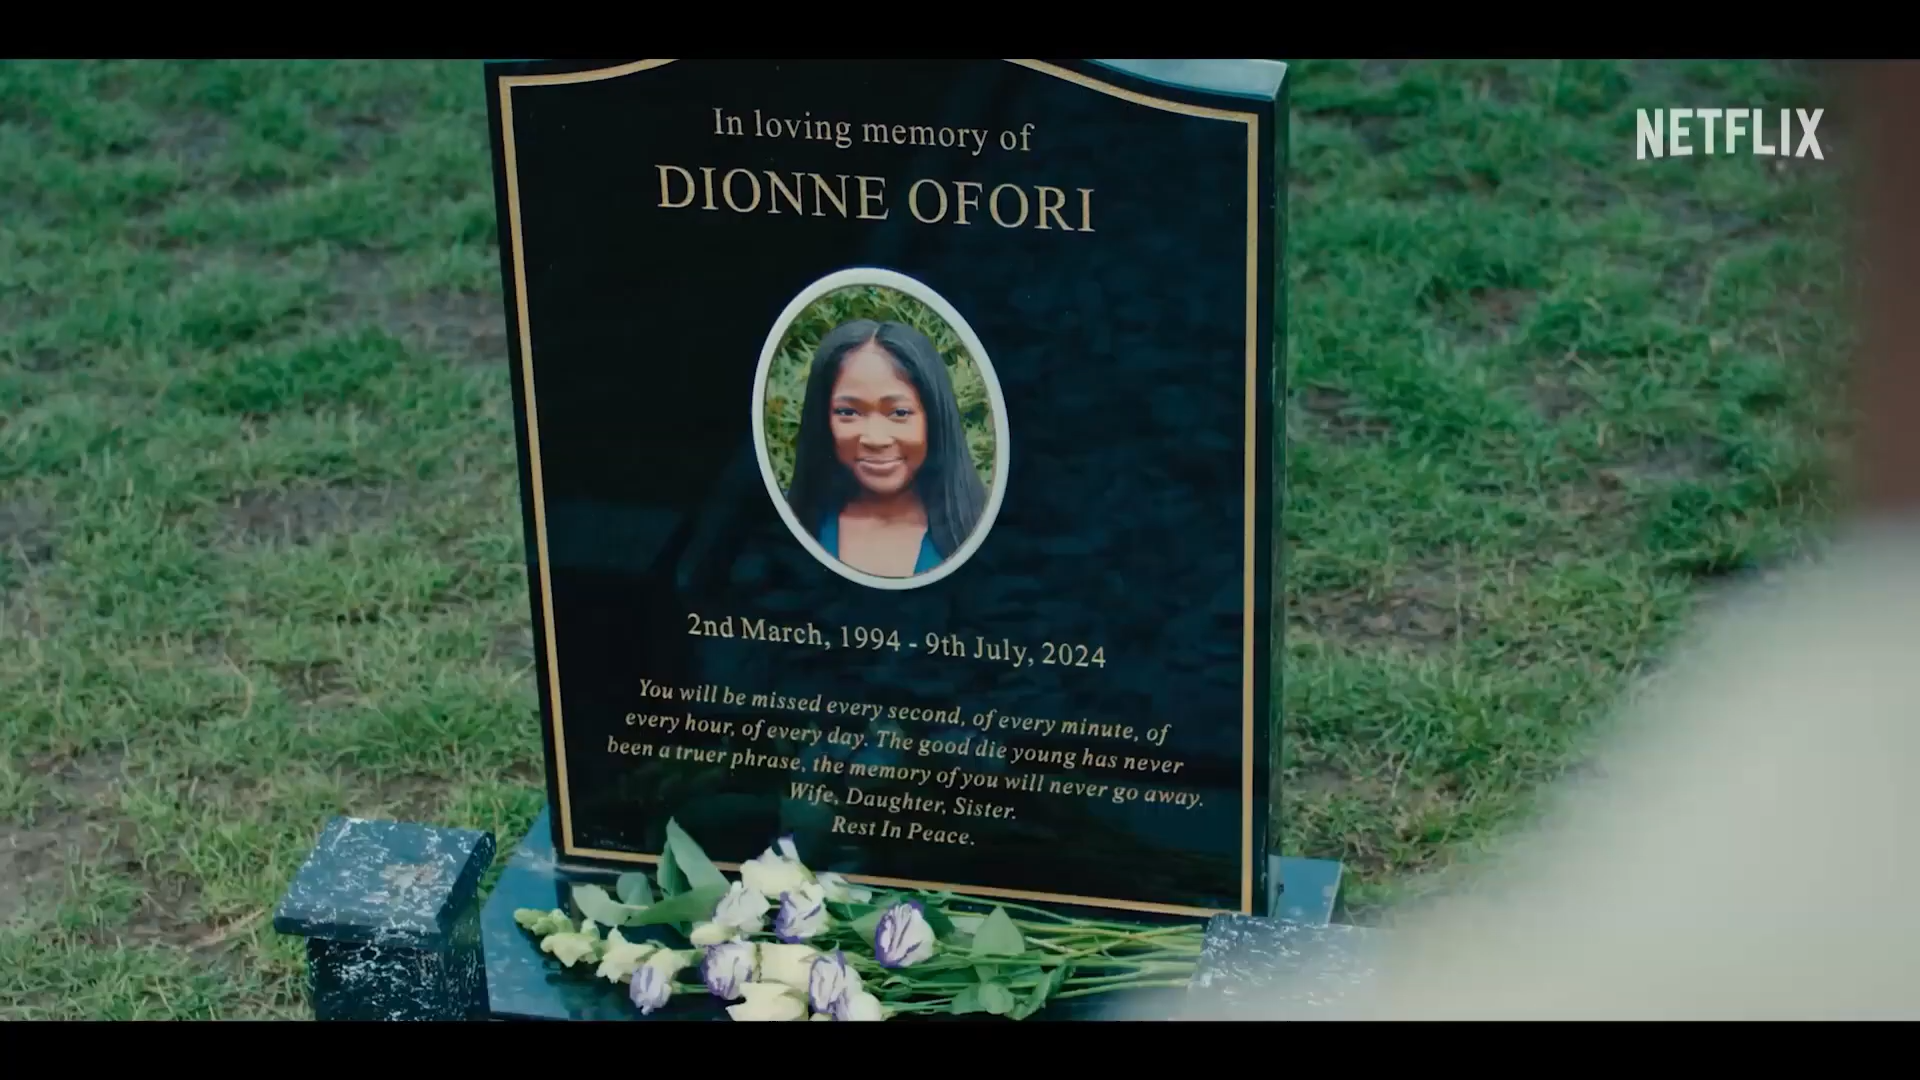 NETFLIX
In loving memory of
DIONNE OFORI
2nd March, 1994 - 9th July, 2024
You will be missed every second, of every minute, of
every hour, of every day. The good die young has never
been a truer phrase, the memory of you will never go away.
Wife, Daughter, Sister.
Rest In Peace.